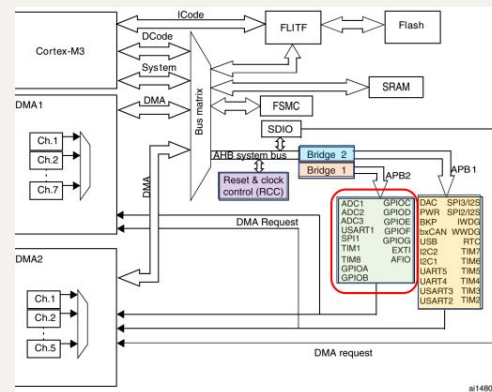 ICode
FLITF
Flash
Cortex-M3
DCode
System
Bus matrix
SRAM
DMA1
DMA
FSMC
SDIO
Ch.1
Ch.2
Ch.7
AHB system bus
Bridge 2
Bridge 1
APB2
APB1
Reset & clock
control (RCC)
DMA
ADC1 GPIOC
ADC2 GPIOD
ADC3 GPIOE
USART1 GPIOF
SPI1 GPIOG
TIM1 EXTI
TIM8 AFIO
GPIOA
GPIOB
DAC SPI3/I2S
PWR SPI2/I2S
BKP IWDG
bxCAN WWDG
USB RTC
I2C2 TIM7
I2C1 TIM6
UART5 TIM5
UART4 TIM4
USART3 TIM3
USART2 TIM2
DMA Request
DMA2
Ch.1
Ch.2
Ch.5
DMA request
ai1480